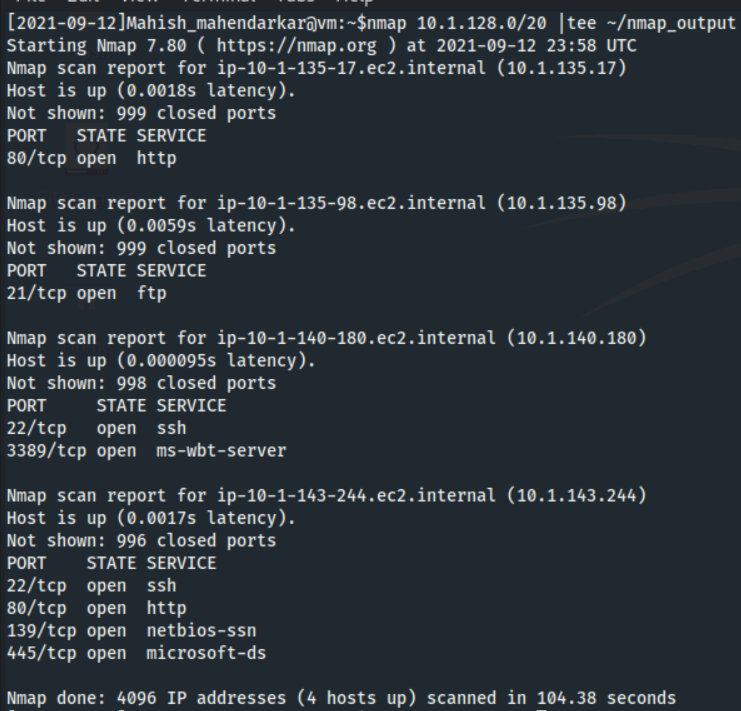 [2021-09-12]Mahish_mahendarkar@vm:~$nmap 10.1.128.0/20 |tee ~/nmap_output
Starting Nmap 7.80 ( https://nmap.org ) at 2021-09-12 23:58 UTC
Nmap scan report for ip-10-1-135-17.ec2.internal (10.1.135.17)
Host is up (0.0018s latency).
Not shown: 999 closed ports
PORT   STATE SERVICE
80/tcp open  http

Nmap scan report for ip-10-1-135-98.ec2.internal (10.1.135.98)
Host is up (0.0059s latency).
Not shown: 999 closed ports
PORT   STATE SERVICE
21/tcp open  ftp

Nmap scan report for ip-10-1-140-180.ec2.internal (10.1.140.180)
Host is up (0.000095s latency).
Not shown: 998 closed ports
PORT     STATE SERVICE
22/tcp   open  ssh
3389/tcp open  ms-wbt-server

Nmap scan report for ip-10-1-143-244.ec2.internal (10.1.143.244)
Host is up (0.0017s latency).
Not shown: 996 closed ports
PORT    STATE SERVICE
22/tcp  open  ssh
80/tcp  open  http
139/tcp open  netbios-ssn
445/tcp open  microsoft-ds

Nmap done: 4096 IP addresses (4 hosts up) scanned in 104.38 seconds